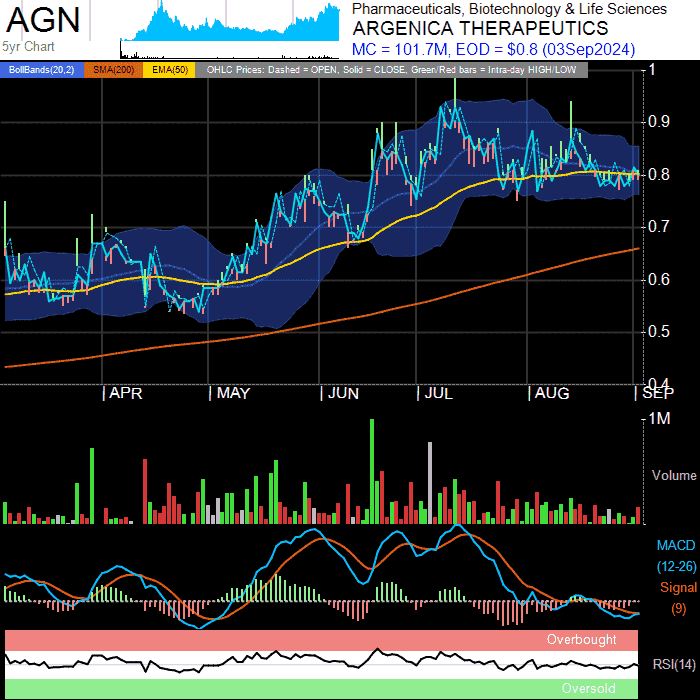 AGN
5yr Chart
Pharmaceuticals, Biotechnology & Life Sciences
ARGENICA THERAPEUTICS
MC = 101.7M, EOD = $0.8 (03Sep2024)
BollBands(20,2) SMA(200) EMA(50) OHLC Prices: Dashed = OPEN, Solid = CLOSE, Green/Red bars = Intra-day HIGH/LOW
1
0.9
0.8
0.7
0.6
0.5
0.4
APR MAY JUN JUL AUG SEP
1M
Volume
MACD
(12-26)
Signal
(9)
Overbought
RSI(14)
Oversold